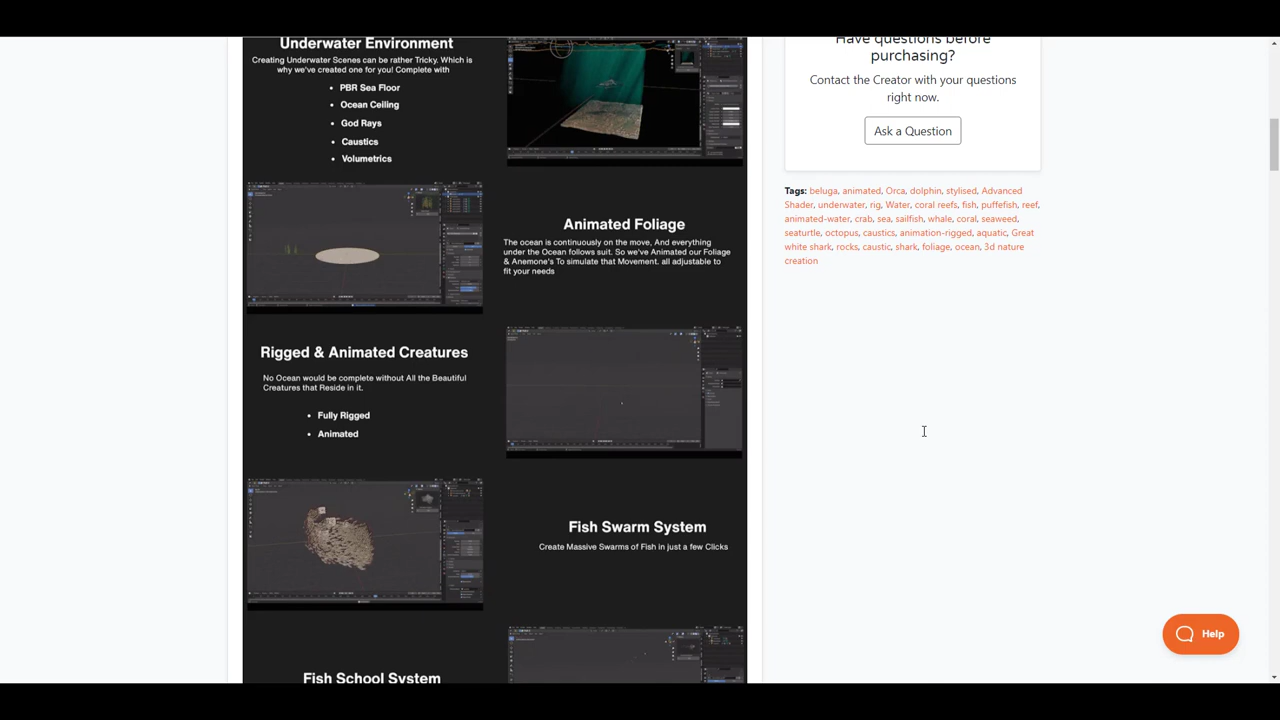 Underwater Environment
Creating Underwater Scenes can be rather Tricky. Which is
why we've created one for you! Complete with
• PBR Sea Floor
• Ocean Ceiling
• God Rays
• Caustics
• Volumetrics
Animated Foliage
The ocean is continuously on the move, And everything
under the Ocean follows suit. So we've Animated our Foliage
& Anemone's To simulate that Movement. all adjustable to
fit your needs
Rigged & Animated Creatures
No Ocean would be complete without All the Beautiful
Creatures that Reside in it.
• Fully Rigged
• Animated
Fish Swarm System
Create Massive Swarms of Fish in just a few Clicks
Fish School System
Have questions before
purchasing?
Contact the Creator with your questions
right now.
Ask a Question
Tags: beluga, animated, Orca, dolphin, stylised, Advanced
Shader, underwater, rig, Water, coral reefs, fish, puffefish, reef,
animated-water, crab, sea, sailfish, whale, coral, seaweed,
seaturtle, octopus, caustics, animation-rigged, aquatic, Great
white shark, rocks, caustic, shark, foliage, ocean, 3d nature
creation
Help